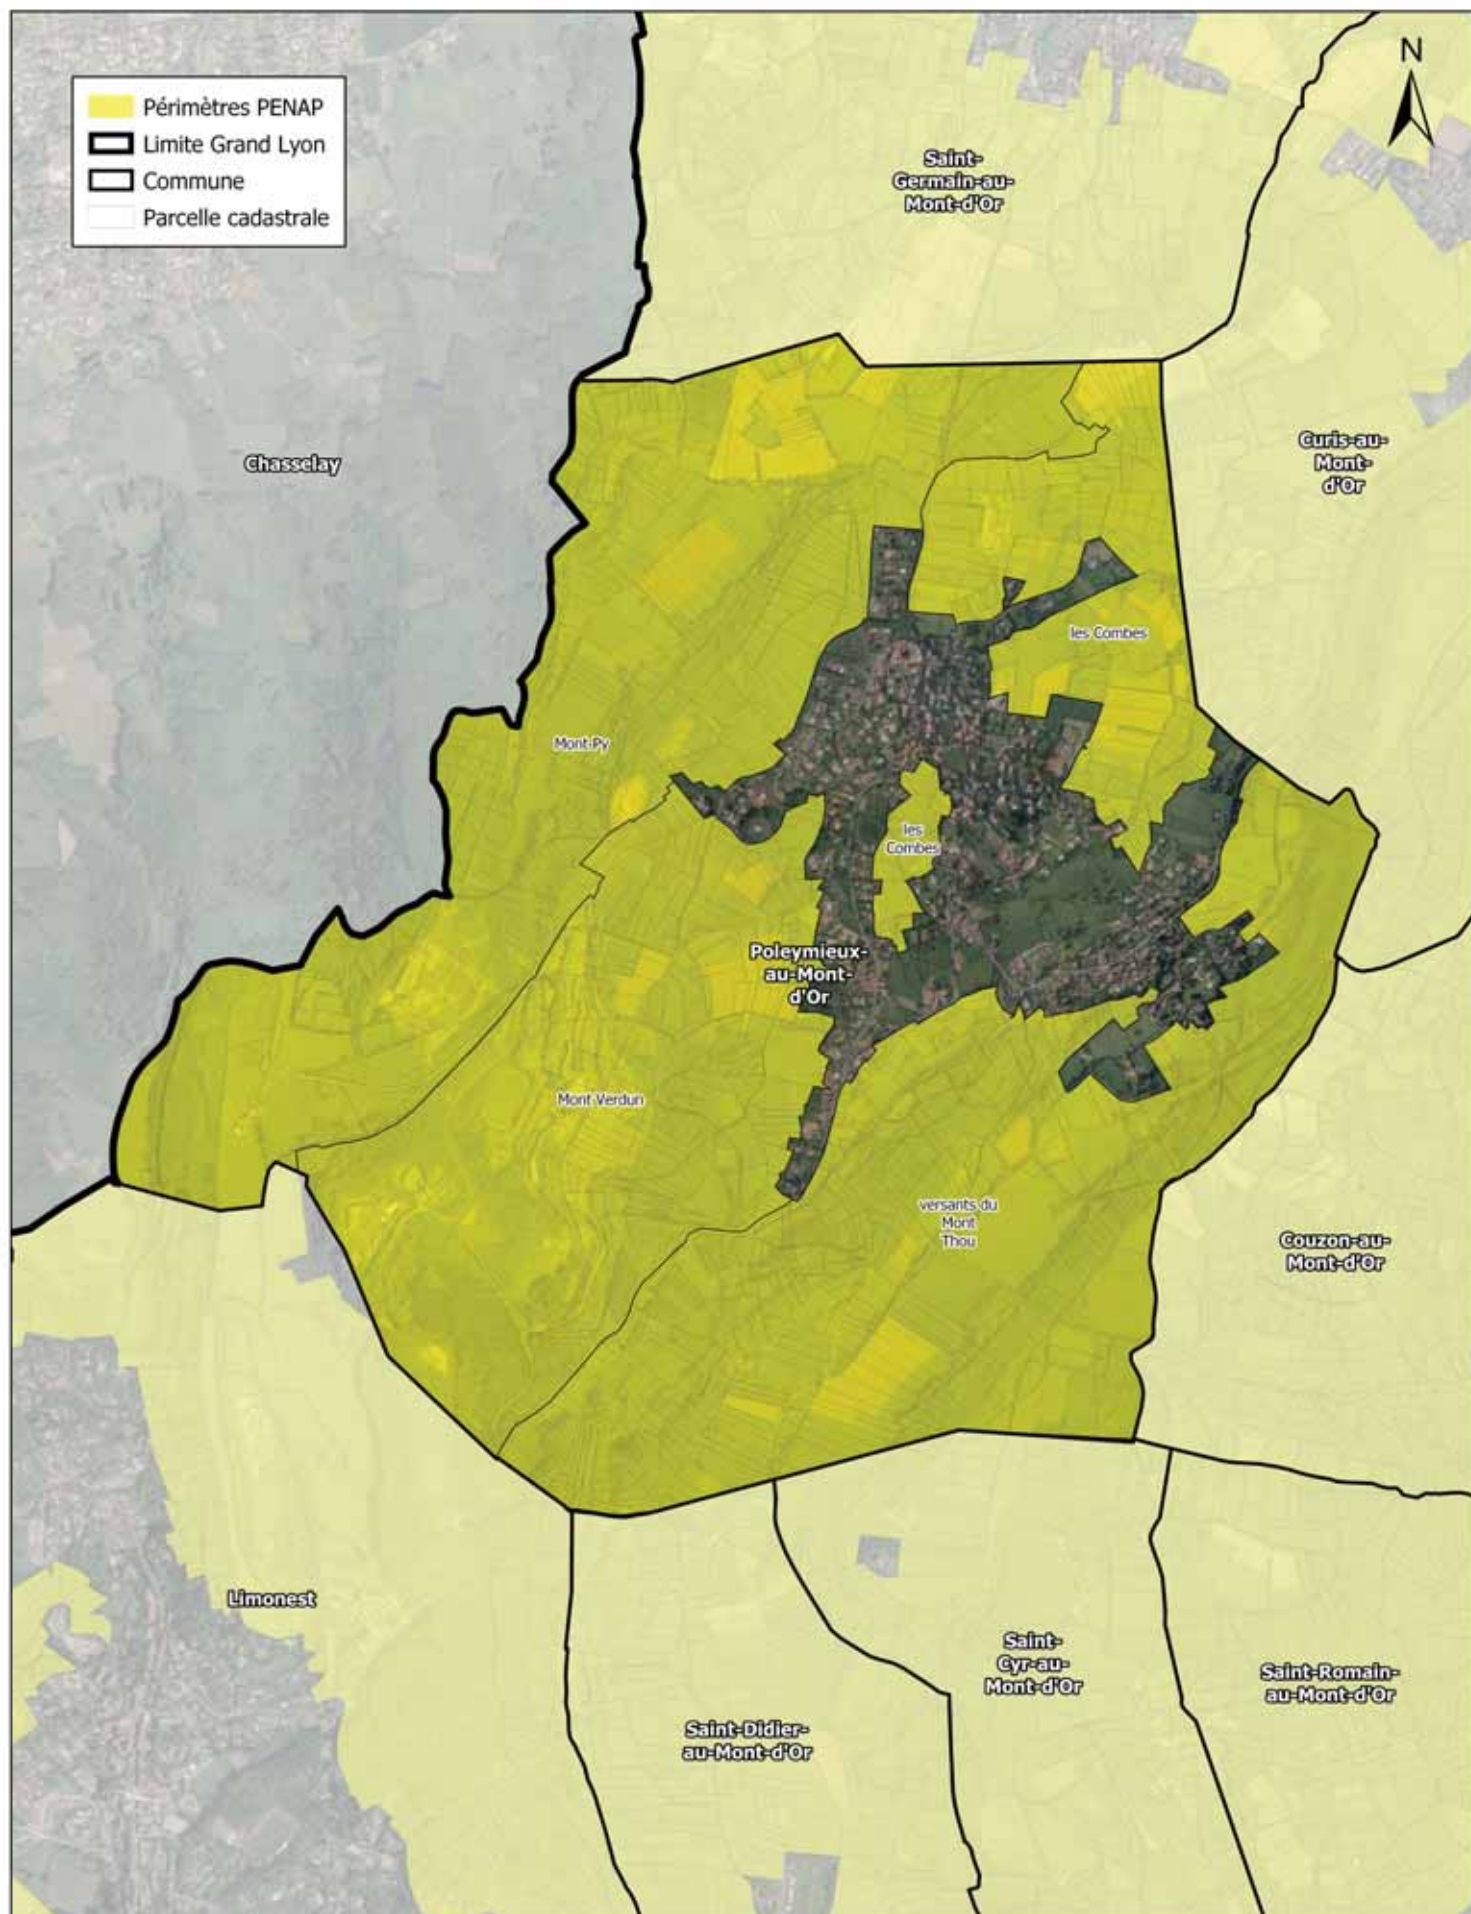 N
Périmètres PENAP
Limite Grand Lyon
Commune
Parcelle cadastrale
Saint-
Germain-au-
Mont-d'Or
Chasselay
Curis-au-
Mont-
d'Or
les Combes
Mont Py
les
Combes
Poleymieux-
au-Mont-
d'Or
Mont Verdun
versants du
Mont
Thou
Couzon-au-
Mont-d'Or
Limonest
Saint-
Cyr-au-
Mont-d'Or
Saint-Romain-
au-Mont-d'Or
Saint-Didier-
au-Mont-d'Or